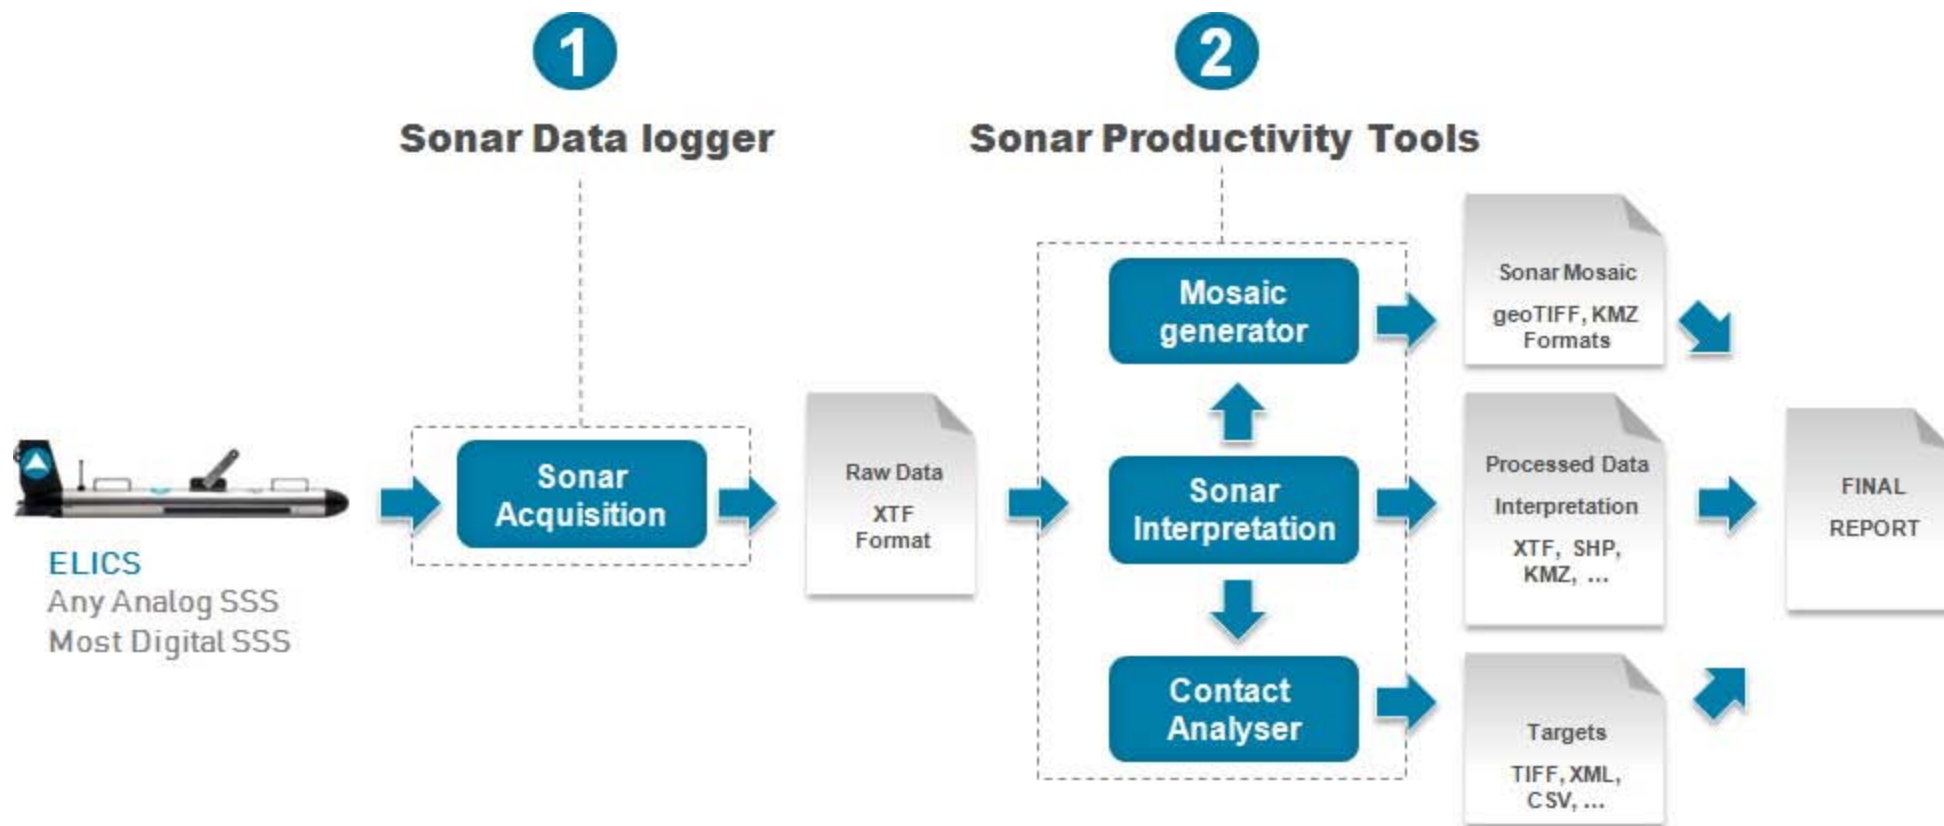 1
2
Sonar Data logger
Sonar Productivity Tools
ELICS
Any Analog SSS
Most Digital SSS
Sonar
Acquisition
Raw Data
XTF
Format
Mosaic
generator
Sonar
Interpretation
Contact
Analyser
Sonar Mosaic
geoTIFF, KMZ
Formats
Processed Data
Interpretation
XTF, SHP,
KMZ, ...
Targets
TIFF, XML,
CSV, ...
FINAL
REPORT